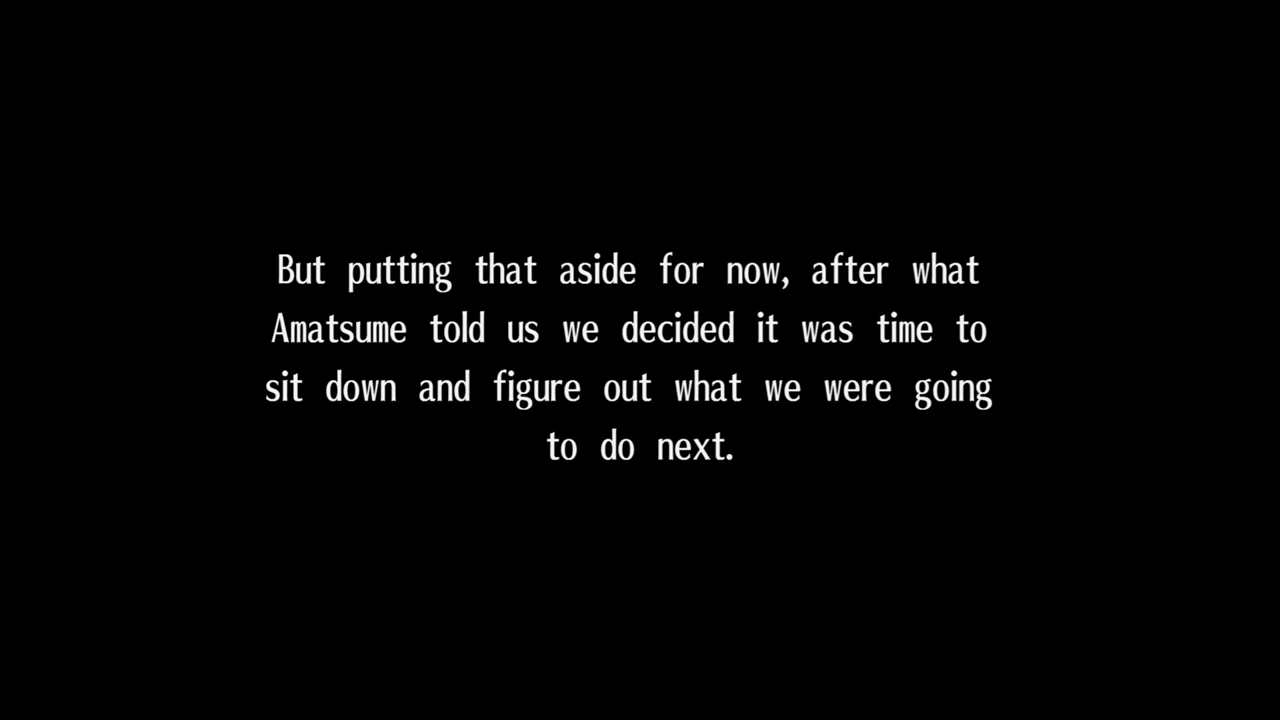 But putting that aside for now, after what
Amatsume told us we decided it was time to
sit down and figure out what we were going
to do next.